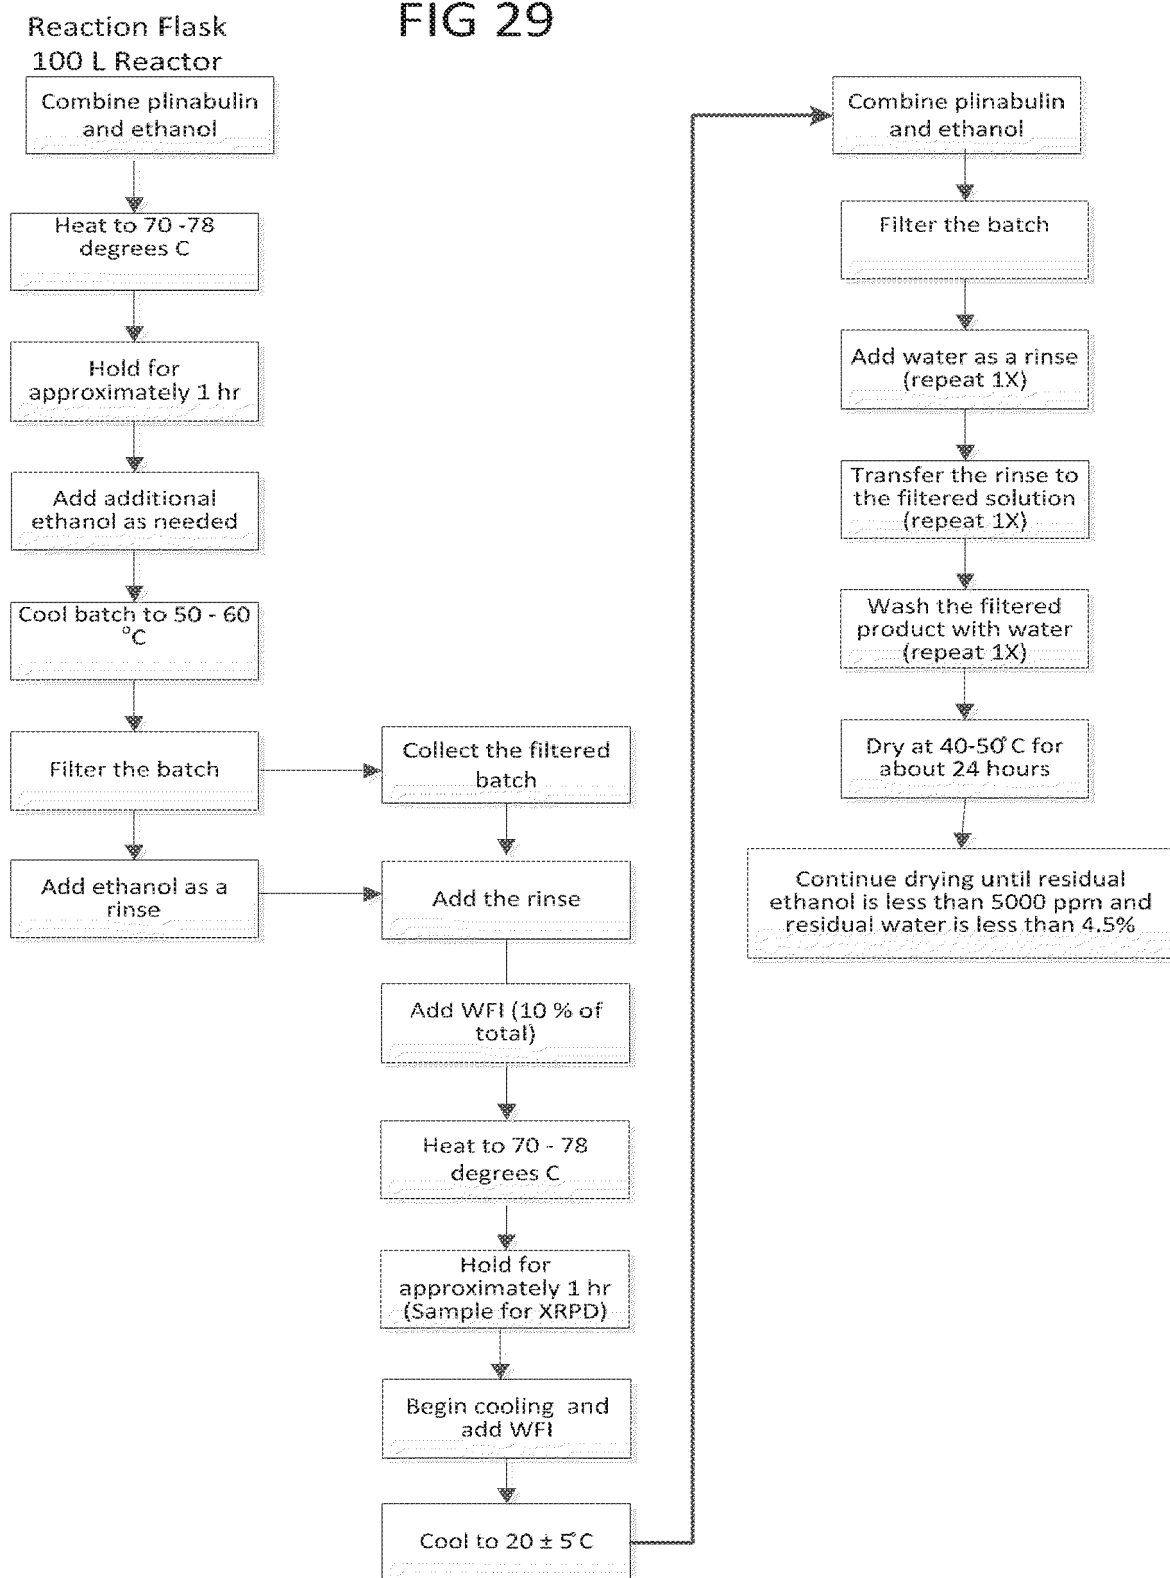 FIG 29
Reaction Flask
100 L Reactor
Combine plinabulin
and ethanol
Heat to 70 -78
degrees C
Hold for
approximately 1 hr
Add additional
ethanol as needed
Cool batch to 50 - 60
°C
Filter the batch
Add ethanol as a
rinse
Collect the filtered
batch
Add the rinse
Add WFI (10 % of
total)
Heat to 70 - 78
degrees C
Hold for
approximately 1 hr
(Sample for XRPD)
Begin cooling and
add WFI
Cool to 20 ± 5°C
Combine plinabulin
and ethanol
Filter the batch
Add water as a rinse
(repeat 1X)
Transfer the rinse to
the filtered solution
(repeat 1X)
Wash the filtered
product with water
(repeat 1X)
Dry at 40-50°C for
about 24 hours
Continue drying until residual
ethanol is less than 5000 ppm and
residual water is less than 4.5%